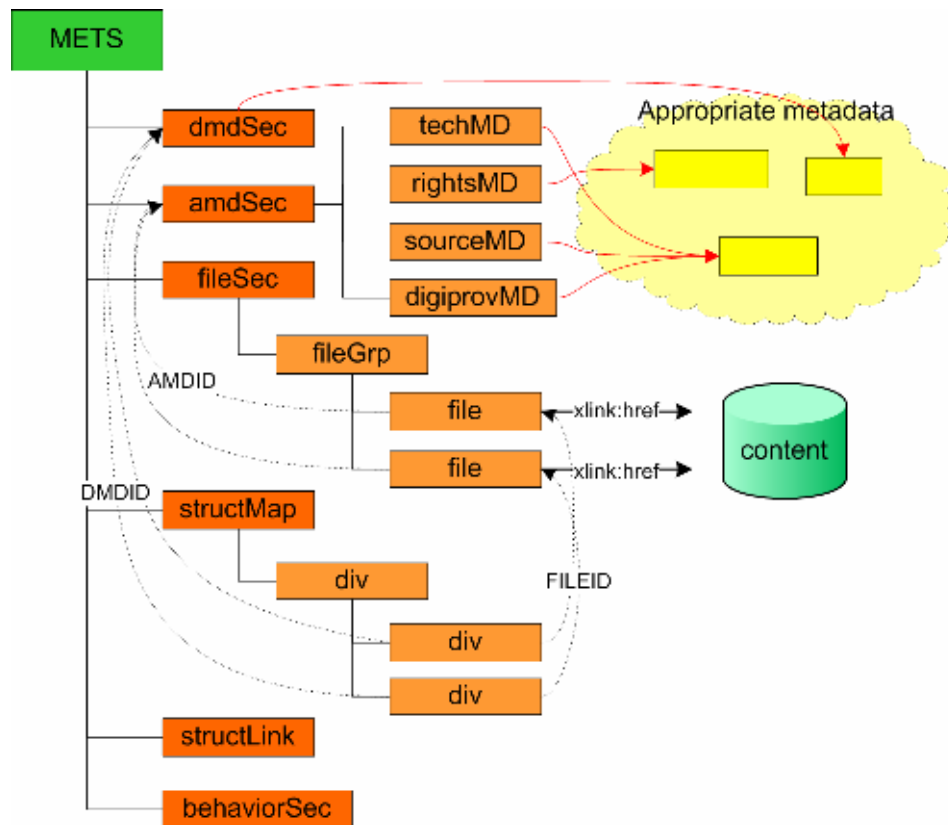 METS
dmdSec
techMD
Appropriate metadata
rightsMD
amdSec
sourceMD
fileSec
digiprovMD
fileGrp
AMDID
file
xlink:href
content
file
xlink:href
DMDID
structMap
div
FILEID
div
div
structLink
behaviorSec